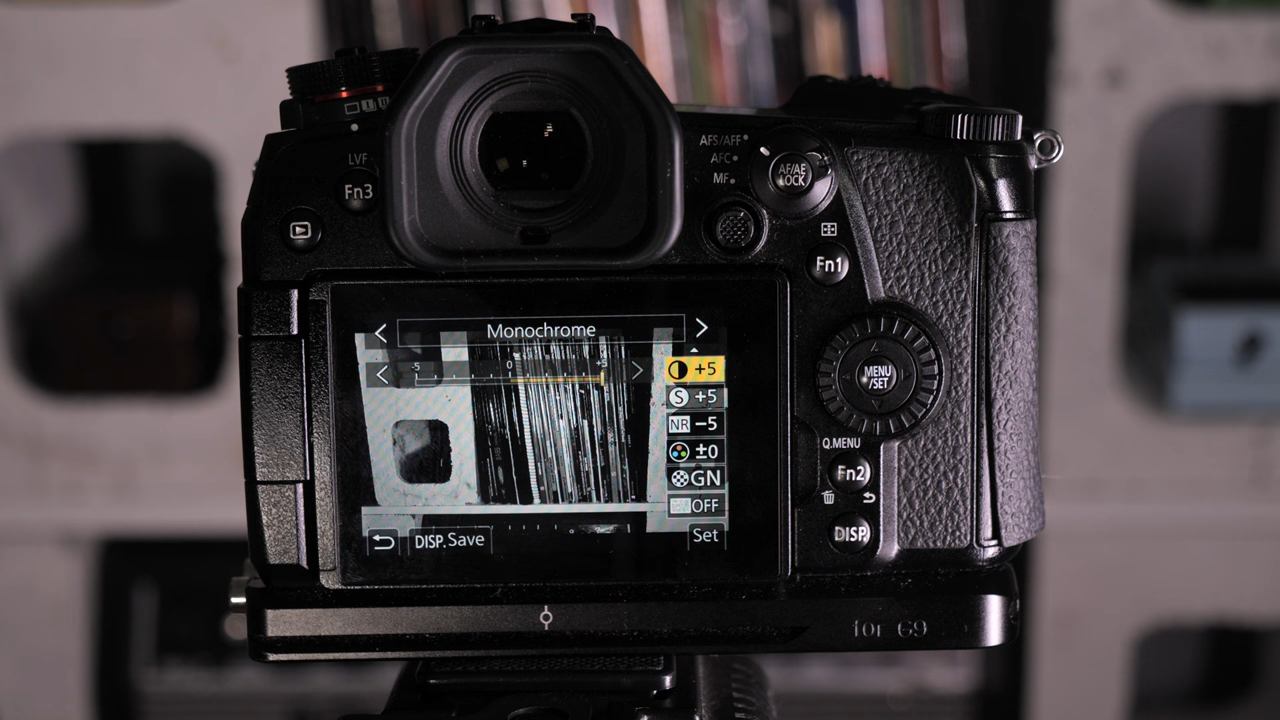 LVF
Fn3
AFS/AFF
AFC
MF
AF/AE
LOCK
Fn1
Monochrome
-5 0 +5
+5
S +5
NR −5
±0
GN
OFF
DISP. Save
Set
MENU
/SET
Q.MENU
Fn2
DISP.
for G9